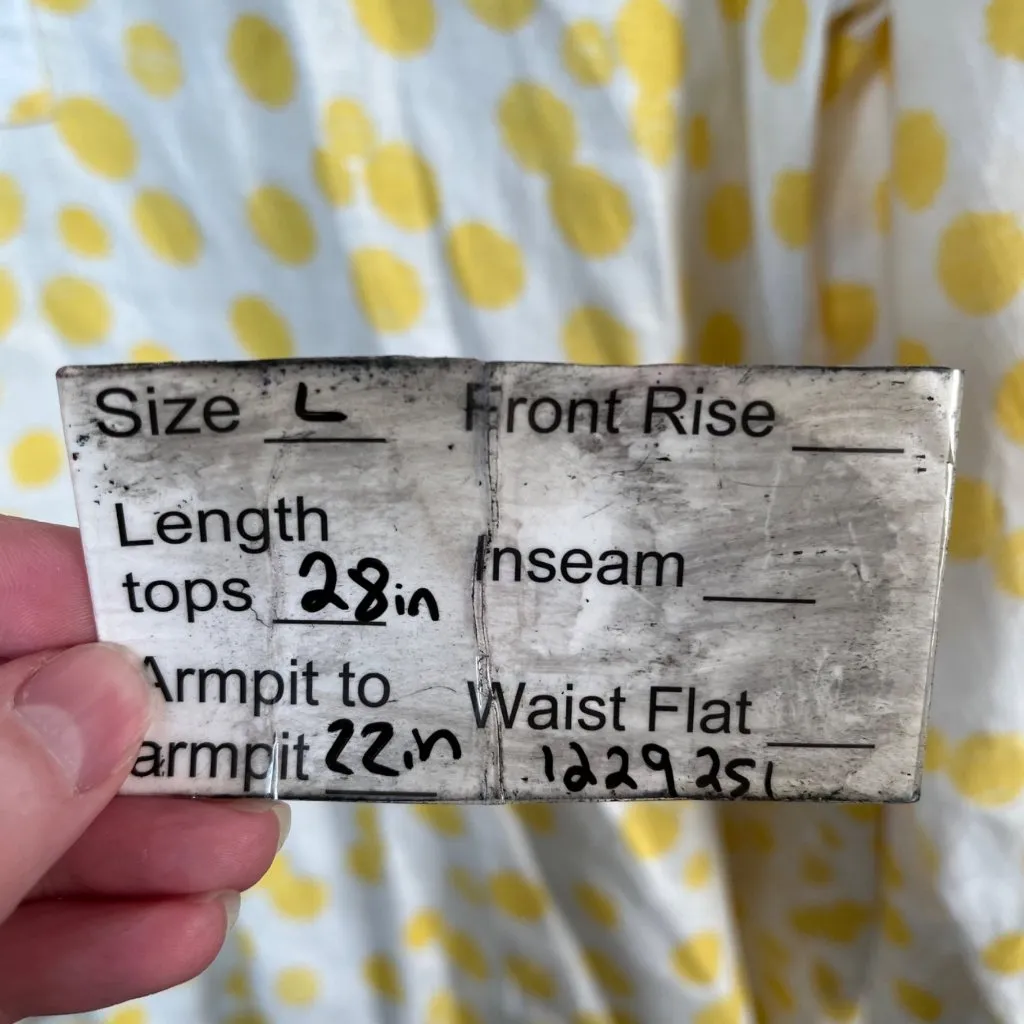 Size L
Length
tops 28in
Armpit to
armpit 22in
Front Rise
Inseam
Waist Flat
1229251